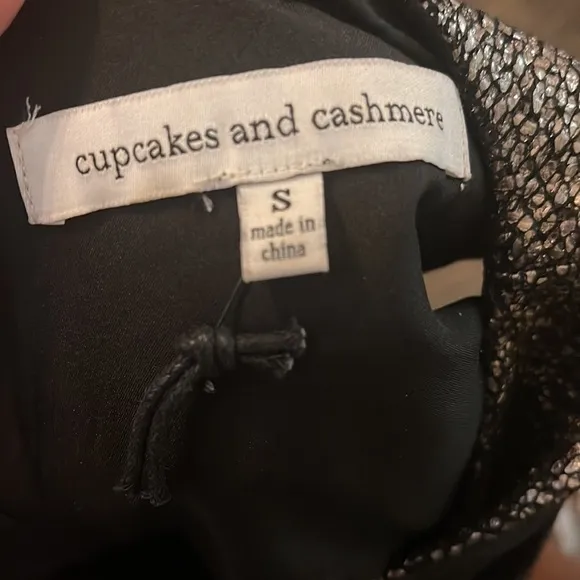 cupcakes and cashmere
S
made in
china